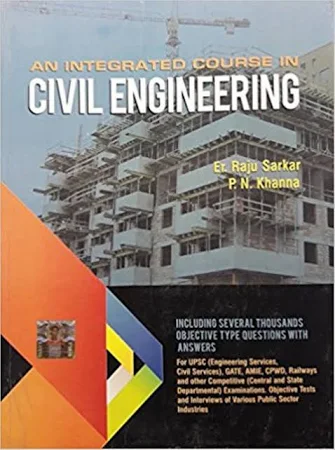 AN INTEGRATED COURSE IN
CIVIL ENGINEERING
Er. Raju Sarkar
P. N. Khanna
INCLUDING SEVERAL THOUSANDS
OBJECTIVE TYPE QUESTIONS WITH
ANSWERS
For UPSC (Engineering Services,
Civil Services), GATE, AMIE, CPWD, Railways
and other Competitive (Central and State
Departmental) Examinations. Objective Tests
and Interviews of Various Public Sector
Industries